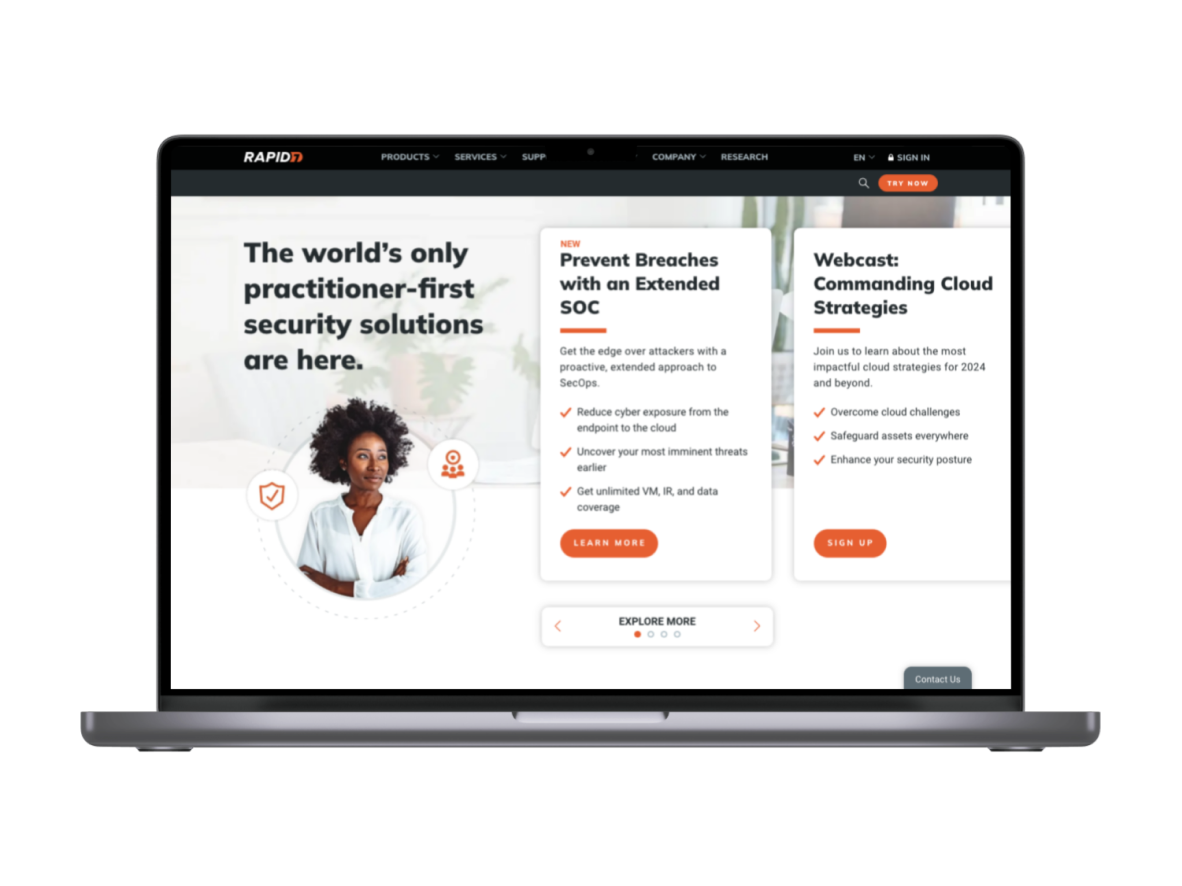 RAPID7
PRODUCTS
SERVICES
SUPP
COMPANY
RESEARCH
EN
SIGN IN
TRY NOW
The world’s only
practitioner-first
security solutions
are here.
NEW
Prevent Breaches
with an Extended
SOC
Get the edge over attackers with a
proactive, extended approach to
SecOps.
Reduce cyber exposure from the
endpoint to the cloud
Uncover your most imminent threats
earlier
Get unlimited VM, IR, and data
coverage
LEARN MORE
Webcast:
Commanding Cloud
Strategies
Join us to learn about the most
impactful cloud strategies for 2024
and beyond.
Overcome cloud challenges
Safeguard assets everywhere
Enhance your security posture
SIGN UP
EXPLORE MORE
Contact Us